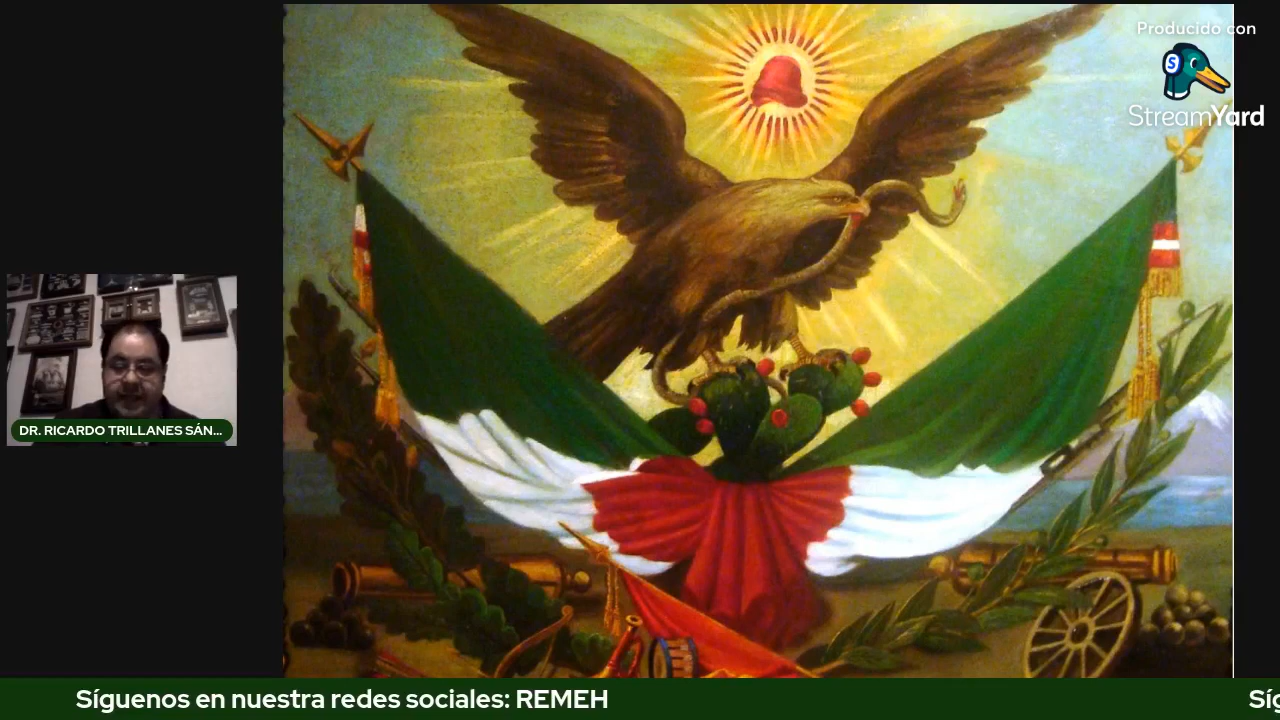 Producido con
StreamYard
DR. RICARDO TRILLANES SÁN...
Síguenos en nuestra redes sociales: REMEH
Síg